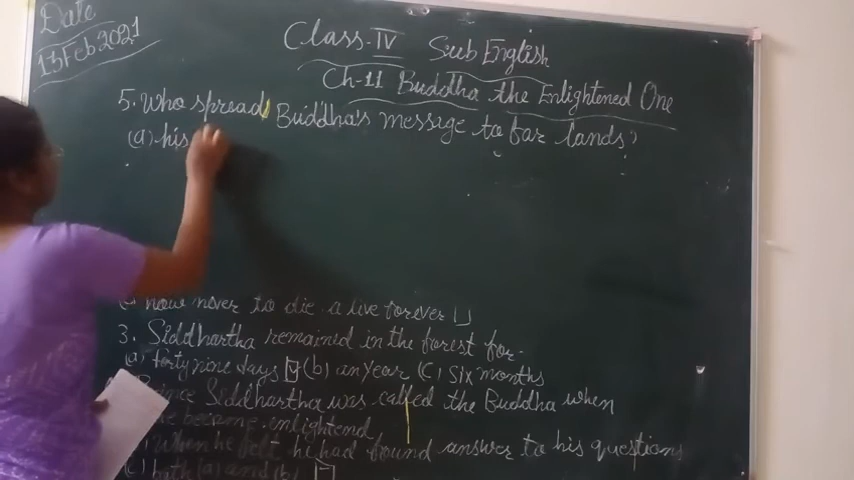 Date
13 Feb 2021
Class-IV Sub English
Ch-11 Buddha the Enlightened One
5. Who spread Buddha's message to far lands?
(a) his
how never to die a live forever
3. Siddhartha remained in the forest for.
(a) forty nine days (b) an year (c) six months
Prince Siddhartha was called the Buddha when
he became enlightend
When he felt he had found answer to his questions
(c) both (a) and (b)